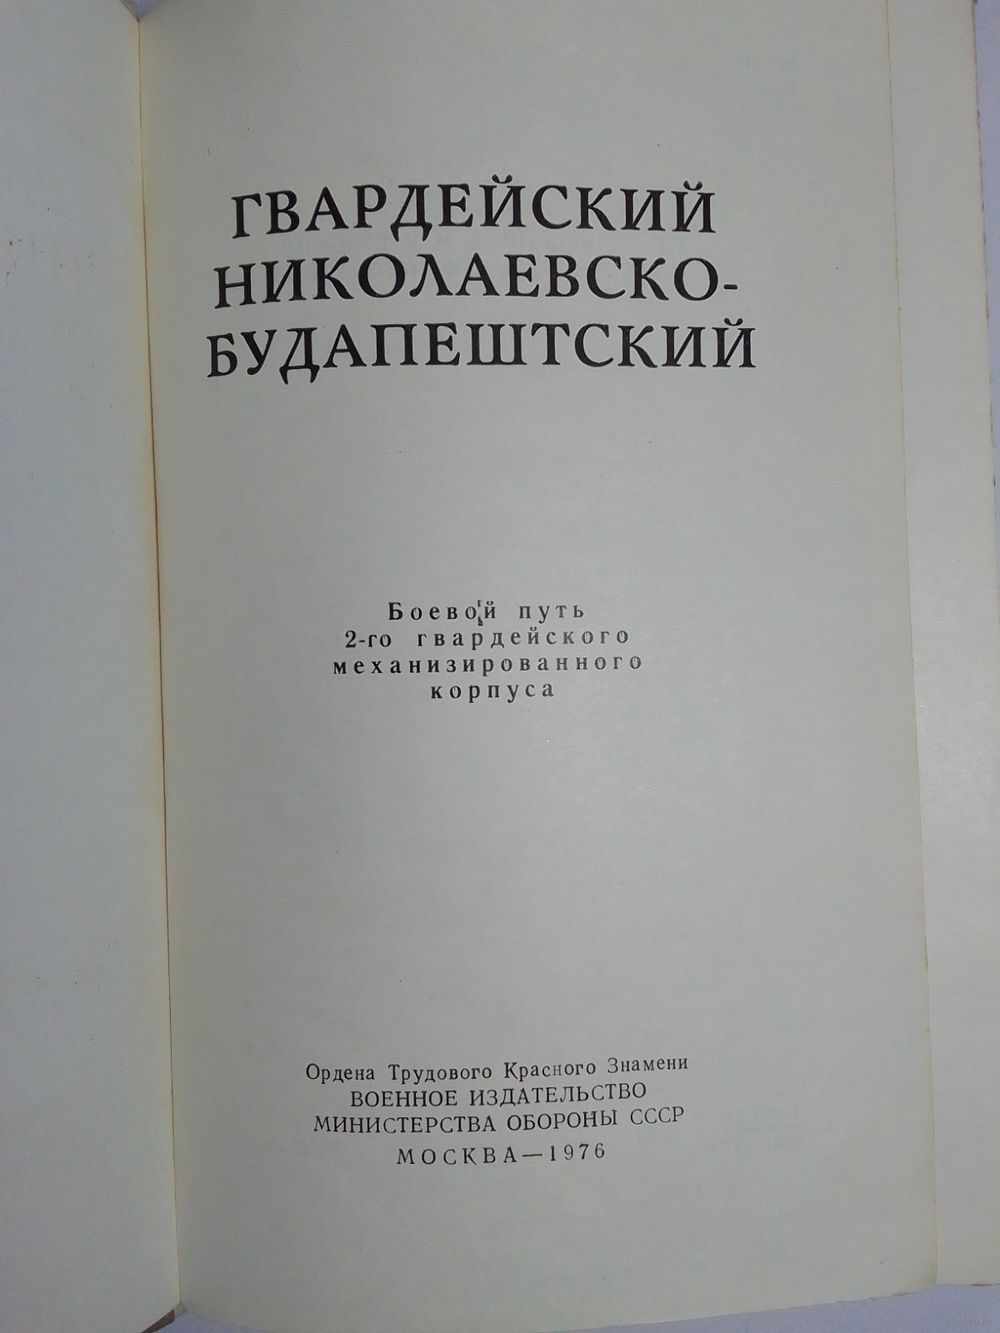 ГВАРДЕЙСКИЙ
НИКОЛАЕВСКО-
БУДАПЕШТСКИЙ
Боевой путь
2-го гвардейского
механизированного
корпуса
Ордена Трудового Красного Знамени
ВОЕННОЕ ИЗДАТЕЛЬСТВО
МИНИСТЕРСТВА ОБОРОНЫ СССР
МОСКВА—1976